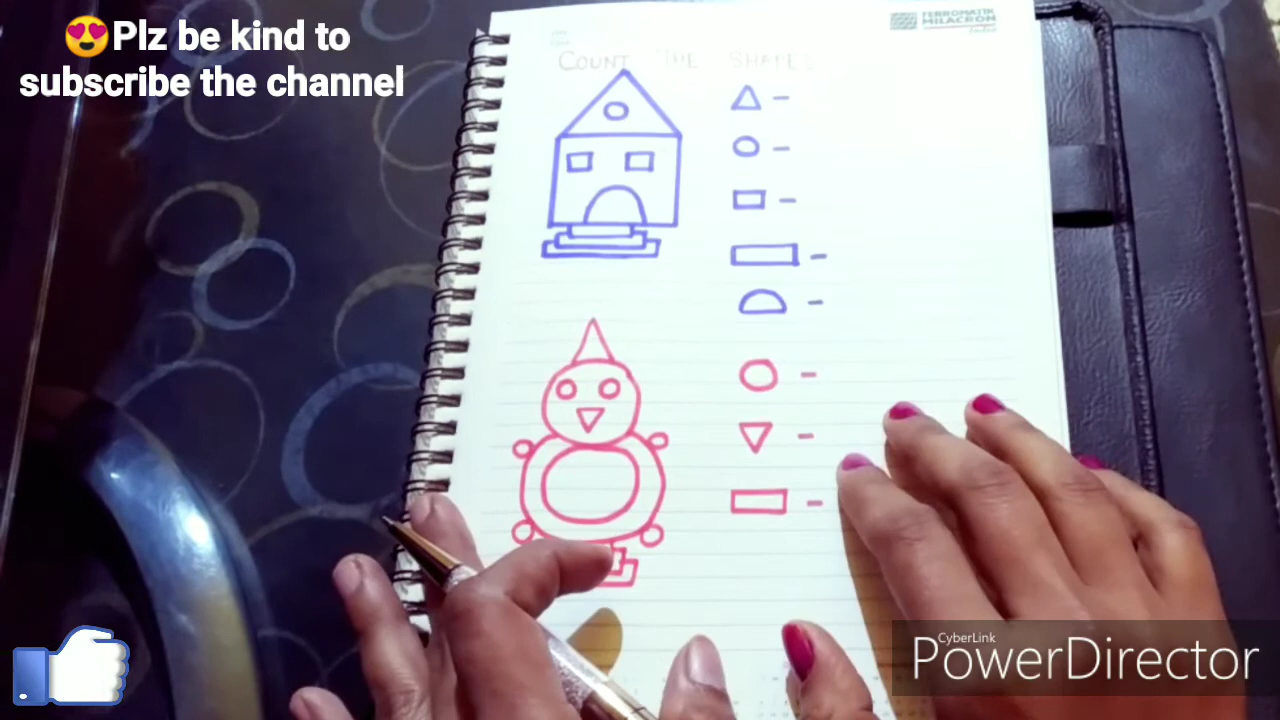 😍Plz be kind to
subscribe the channel
FERROMATIK
MILACRON
COUNT THE SHAPES
CyberLink
PowerDirector